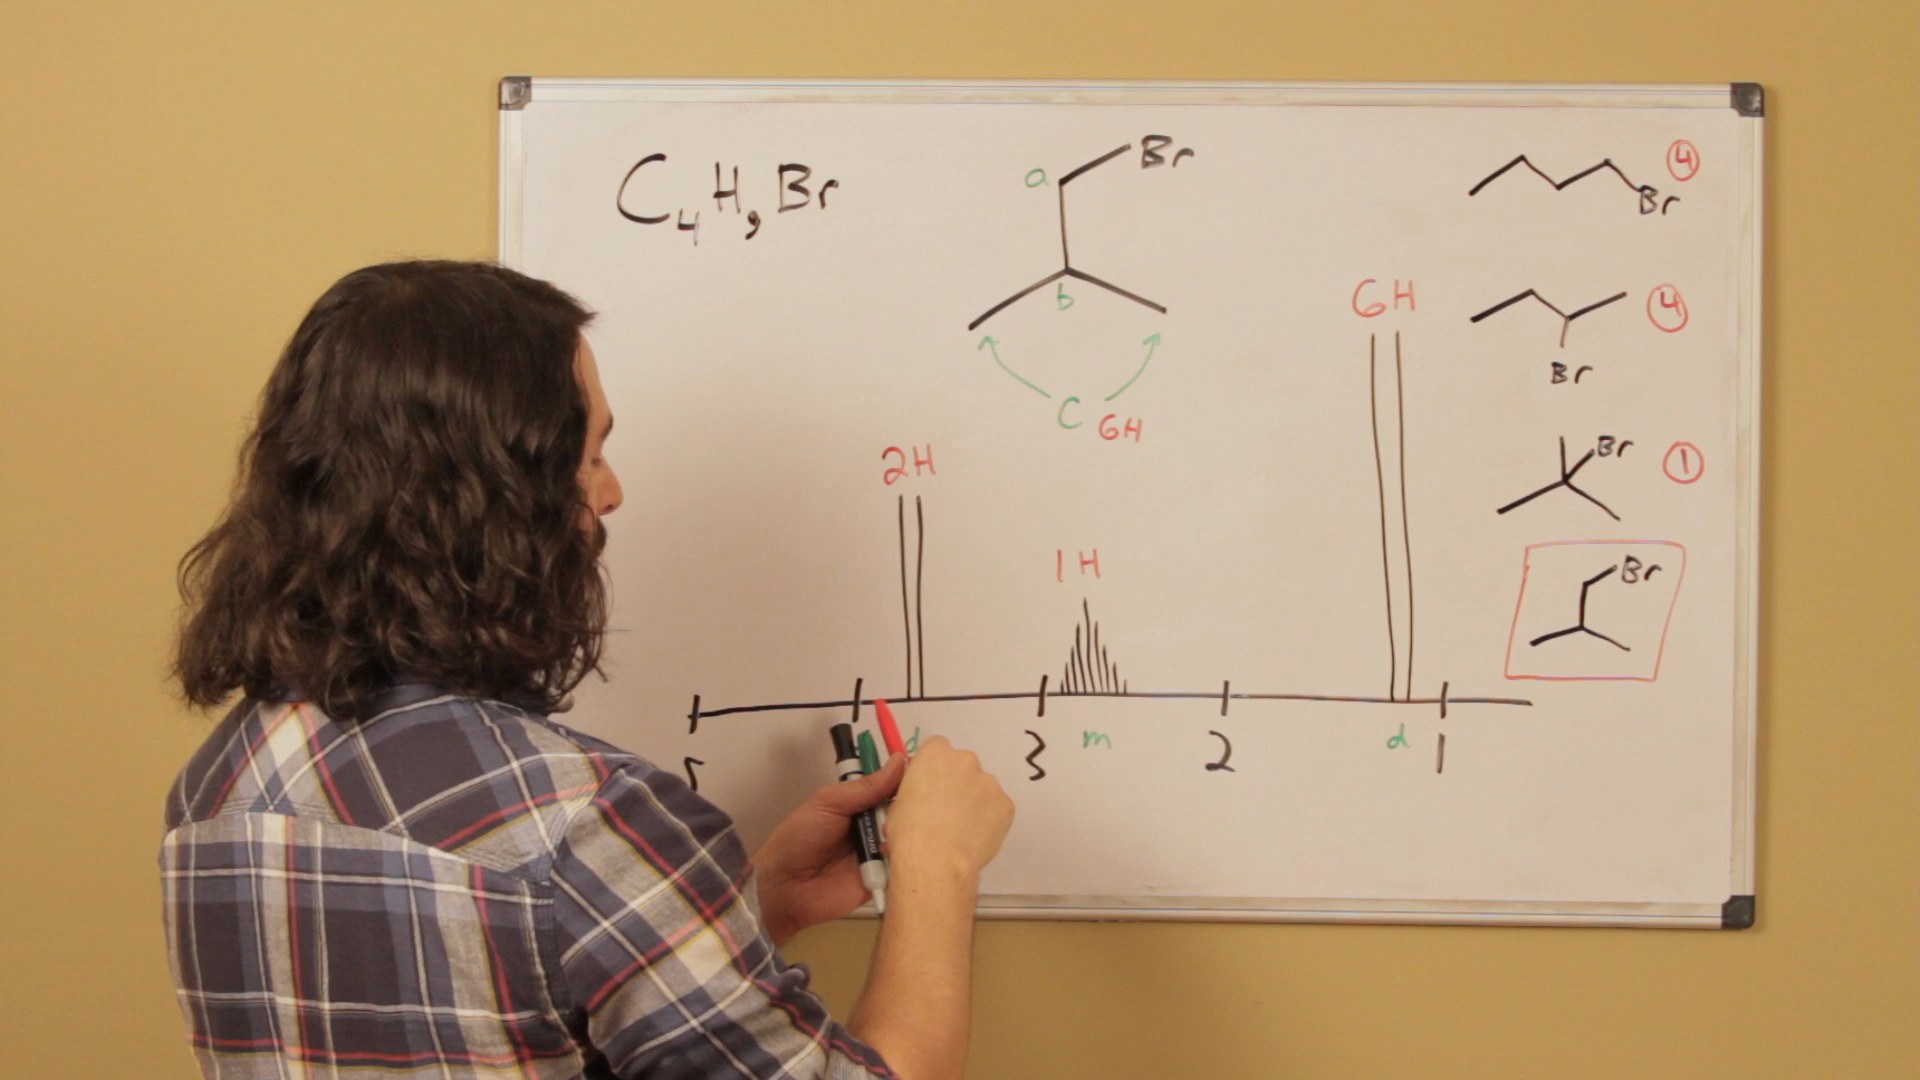 C₄H₉Br
a Br
b
C 6H
Br ④
④
Br
Br ①
Br
6H
2H
1H
5 3 2 1
d m d